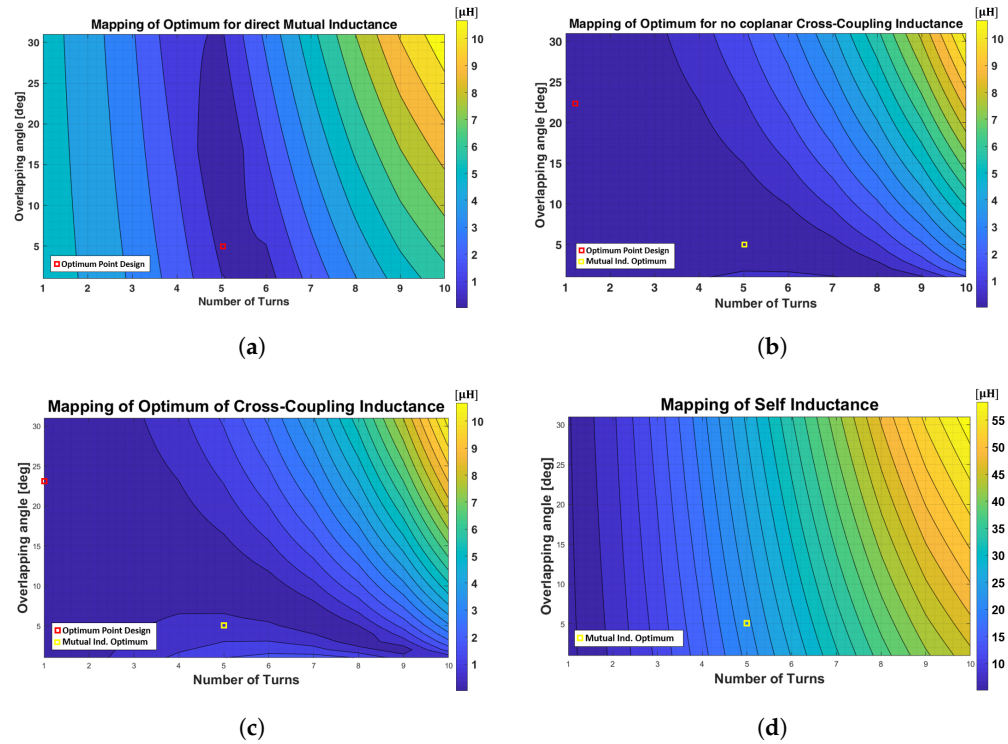 Mapping of Optimum for direct Mutual Inductance
[μH]
Overlapping angle [deg]
30
25
20
15
10
5
Optimum Point Design
1 2 3 4 5 6 7 8 9 10
Number of Turns
10
9
8
7
6
5
4
3
2
1
(a)
Mapping of Optimum for no coplanar Cross-Coupling Inductance
[μH]
Overlapping angle [deg]
30
25
20
15
10
5
Optimum Point Design
Mutual Ind. Optimum
1 2 3 4 5 6 7 8 9 10
Number of Turns
10
9
8
7
6
5
4
3
2
1
(b)
Mapping of Optimum of Cross-Coupling Inductance
[μH]
Overlapping angle [deg]
30
25
20
15
10
5
Optimum Point Design
Mutual Ind. Optimum
1 2 3 4 5 6 7 8 9 10
Number of Turns
10
9
8
7
6
5
4
3
2
1
(c)
Mapping of Self Inductance
[μH]
Overlapping angle [deg]
30
25
20
15
10
5
Mutual Ind. Optimum
1 2 3 4 5 6 7 8 9 10
Number of Turns
55
50
45
40
35
30
25
20
15
10
(d)